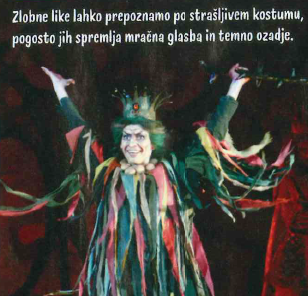 Zlobne like lahko prepoznamo po strašljivem kostumu,
pogosto jih spremlja mračna glasba in temno ozadje.